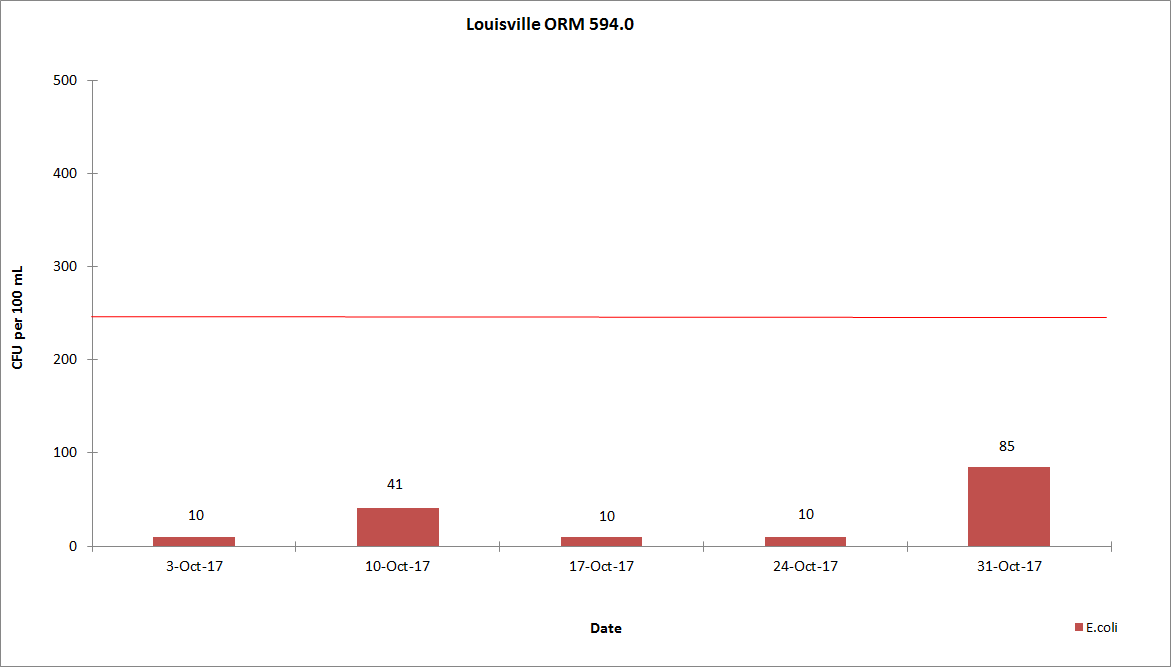 Louisville ORM 594.0
500
400
300
200
100
0
CFU per 100 mL
10
41
10
10
85
3-Oct-17
10-Oct-17
17-Oct-17
24-Oct-17
31-Oct-17
Date
E.coli